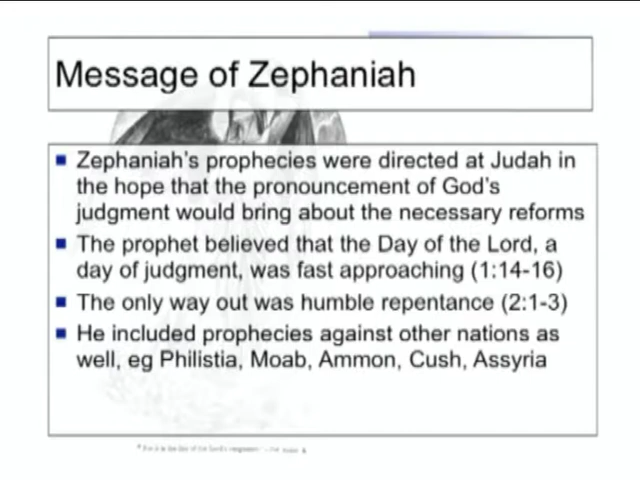 Message of Zephaniah
Zephaniah's prophecies were directed at Judah in
the hope that the pronouncement of God's
judgment would bring about the necessary reforms
The prophet believed that the Day of the Lord, a
day of judgment, was fast approaching (1:14-16)
The only way out was humble repentance (2:1-3)
He included prophecies against other nations as
well, eg Philistia, Moab, Ammon, Cush, Assyria